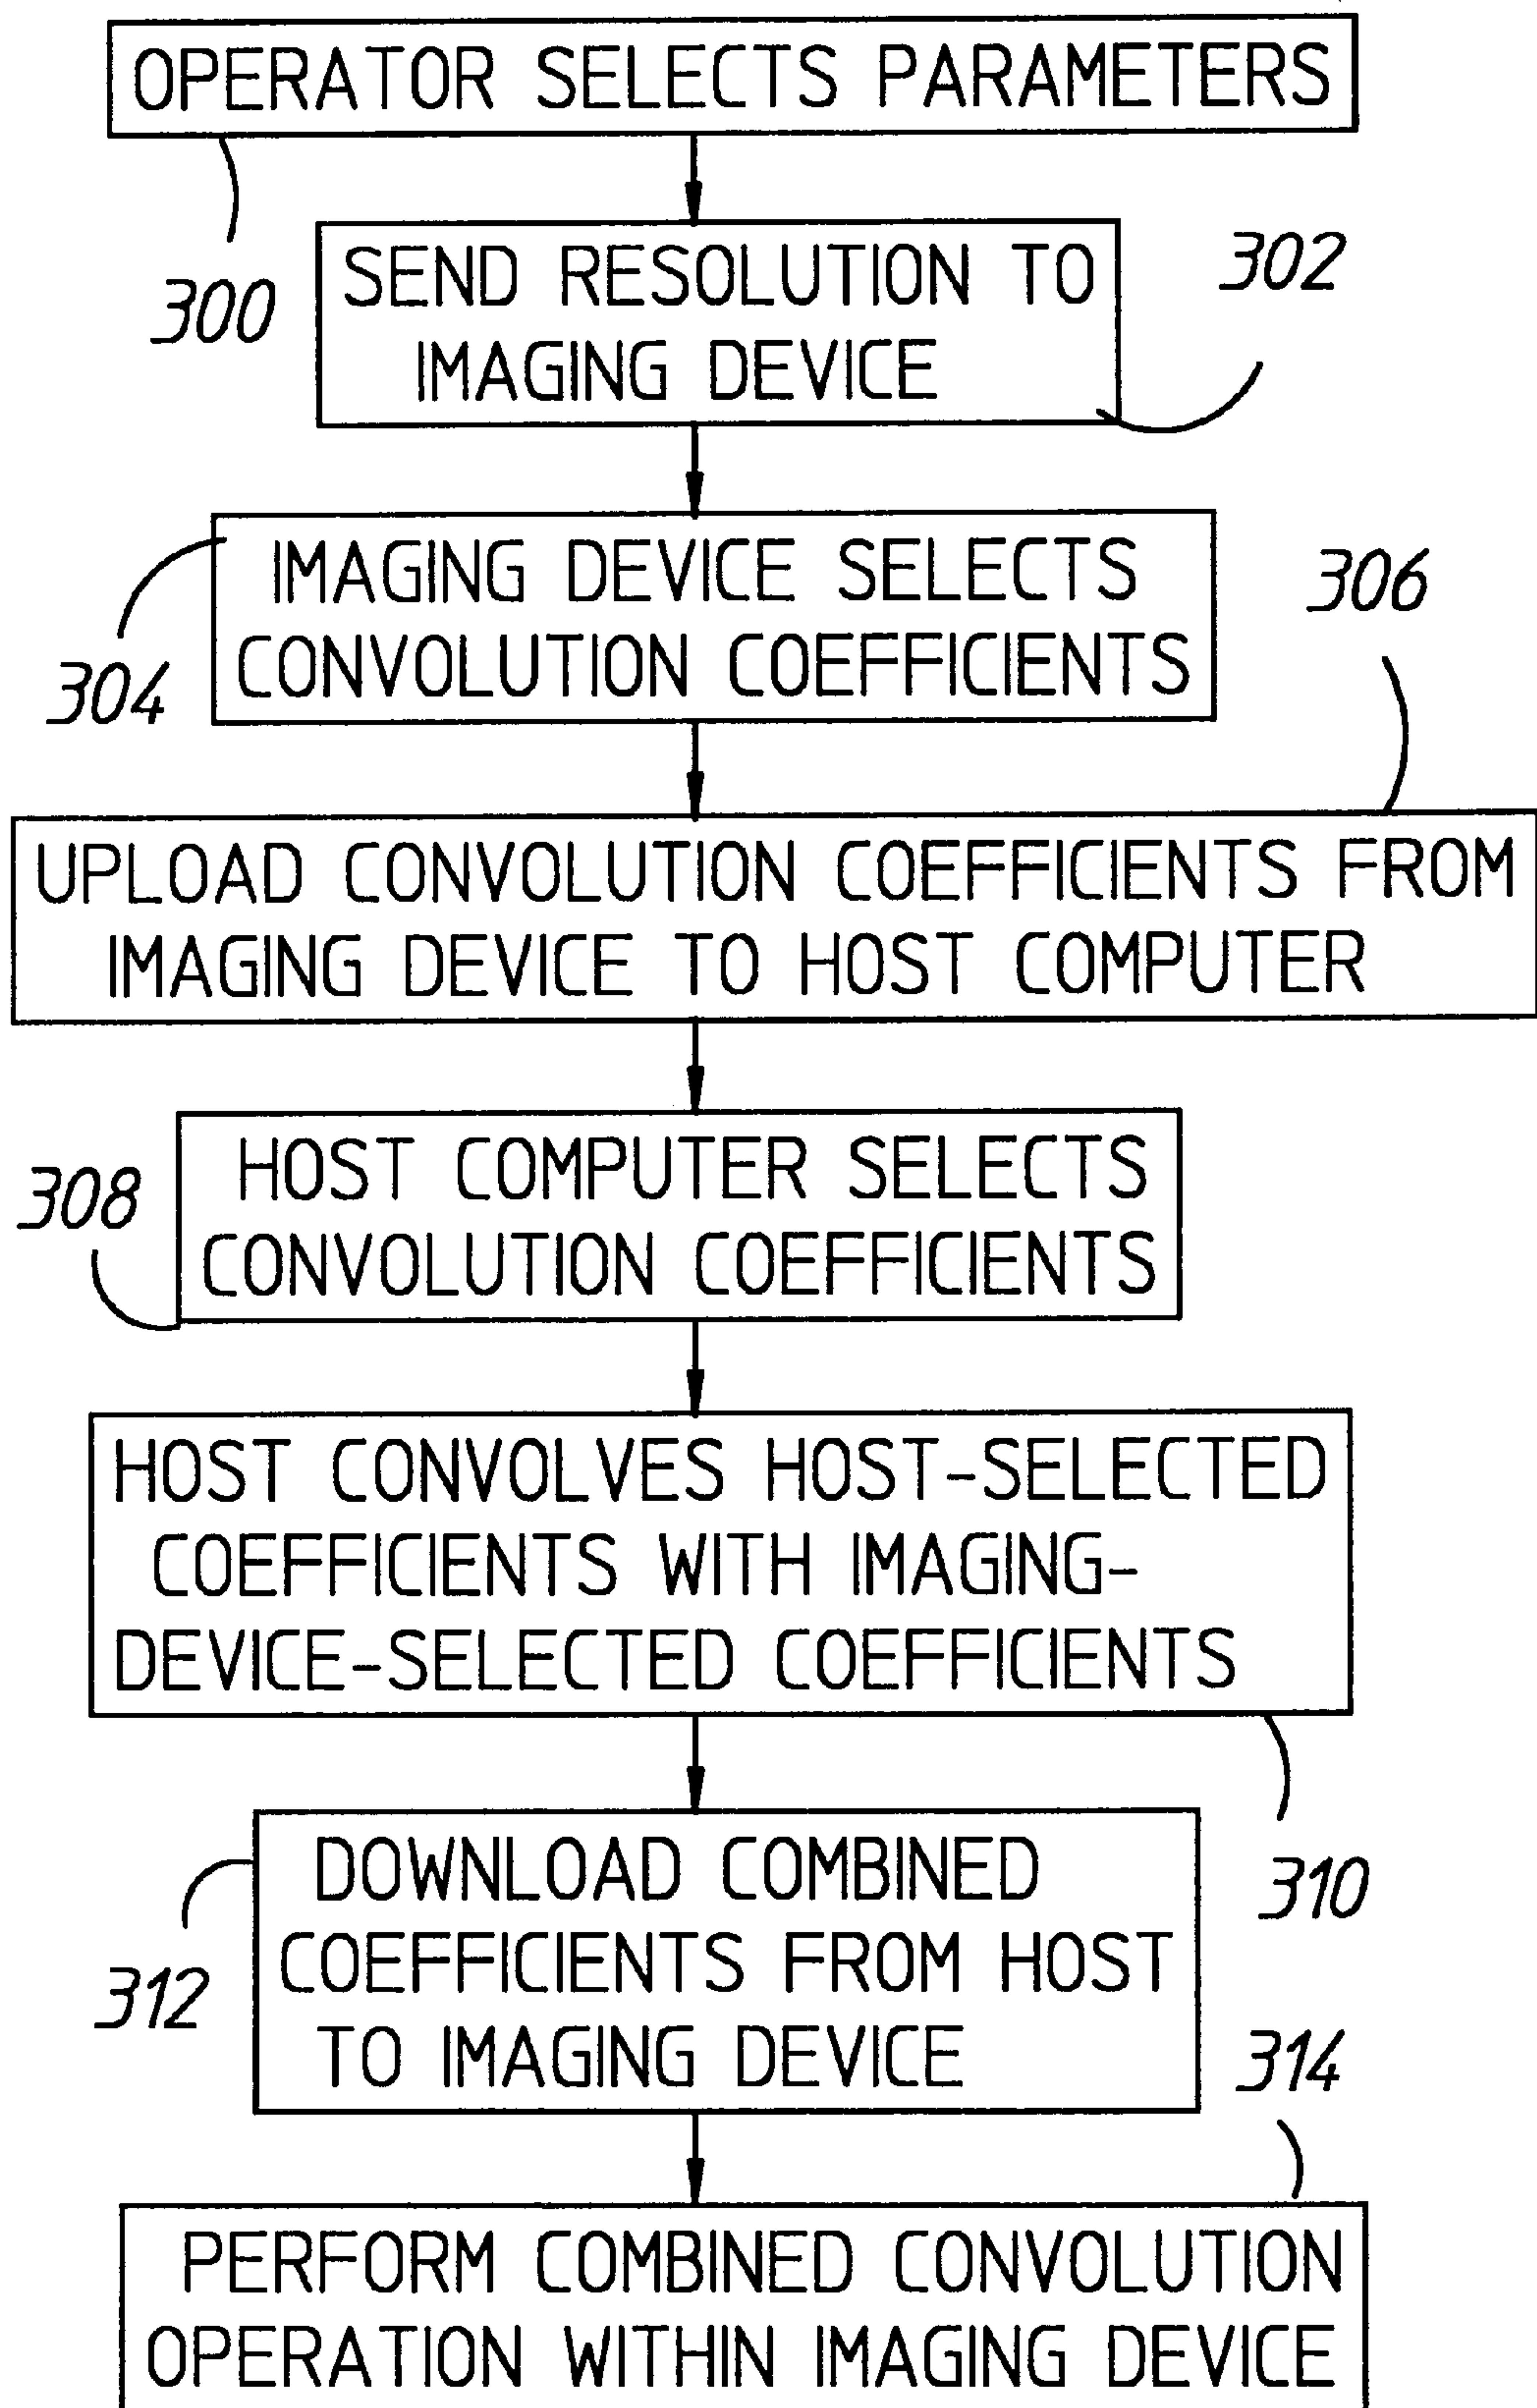 OPERATOR SELECTS PARAMETERS
300
SEND RESOLUTION TO
IMAGING DEVICE
302
IMAGING DEVICE SELECTS
CONVOLUTION COEFFICIENTS
304
306
UPLOAD CONVOLUTION COEFFICIENTS FROM
IMAGING DEVICE TO HOST COMPUTER
HOST COMPUTER SELECTS
CONVOLUTION COEFFICIENTS
308
HOST CONVOLVES HOST-SELECTED
COEFFICIENTS WITH IMAGING-
DEVICE-SELECTED COEFFICIENTS
310
DOWNLOAD COMBINED
COEFFICIENTS FROM HOST
TO IMAGING DEVICE
312
314
PERFORM COMBINED CONVOLUTION
OPERATION WITHIN IMAGING DEVICE